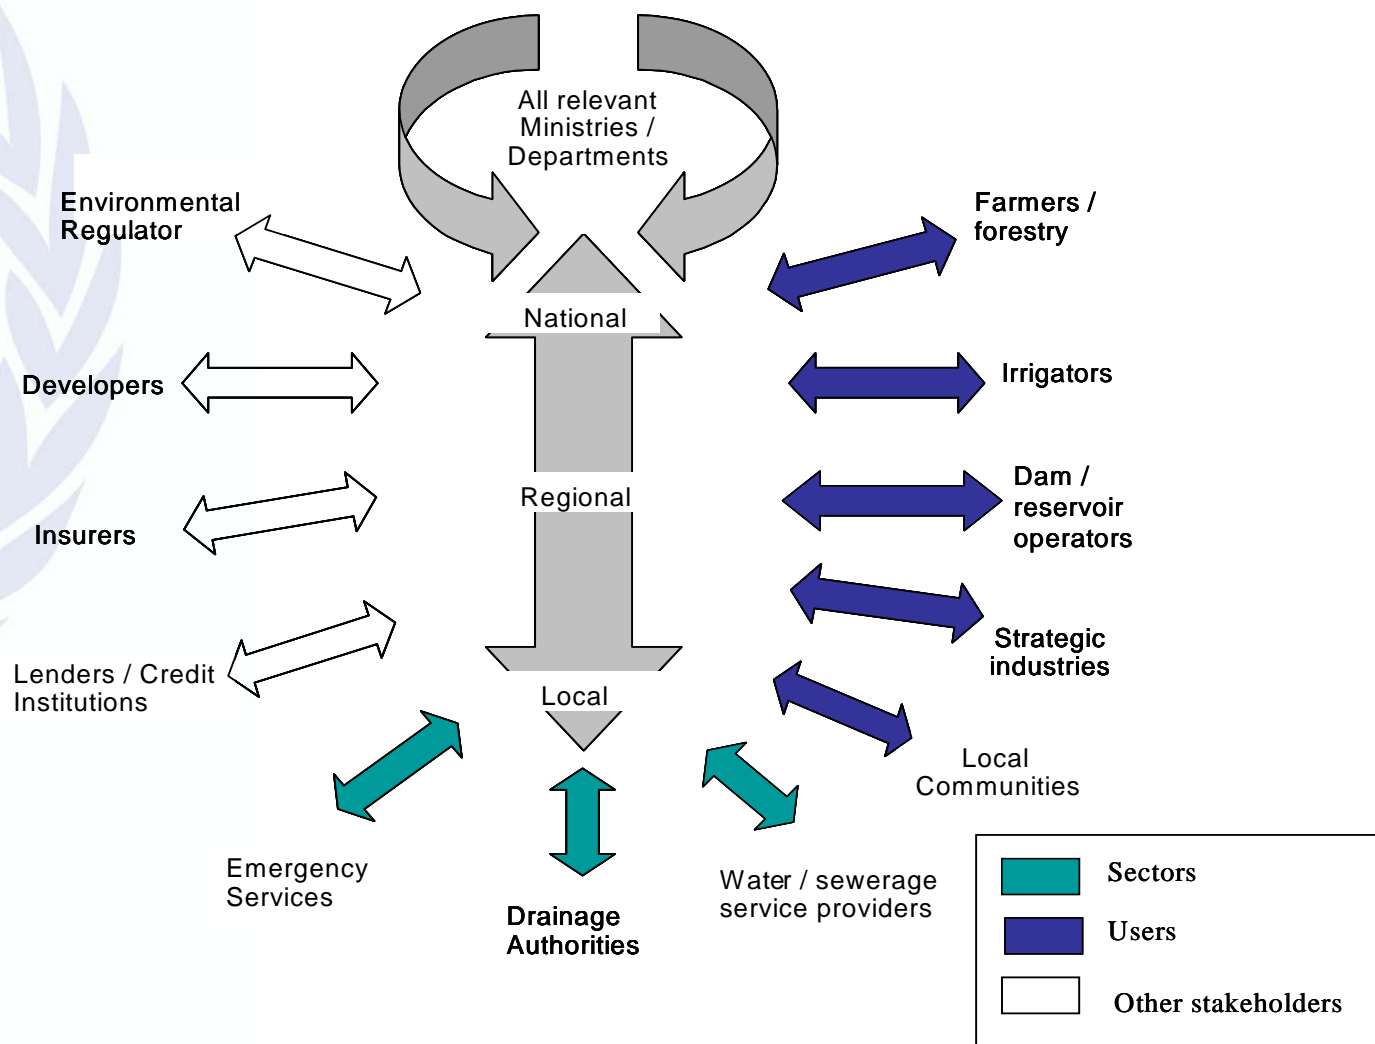 All relevant
Ministries /
Departments
Environmental
Regulator
Farmers /
forestry
National
Developers
Irrigators
Regional
Dam /
reservoir
operators
Insurers
Strategic
industries
Lenders / Credit
Institutions
Local
Local
Communities
Emergency
Services
Drainage
Authorities
Water / sewerage
service providers
Sectors
Users
Other stakeholders